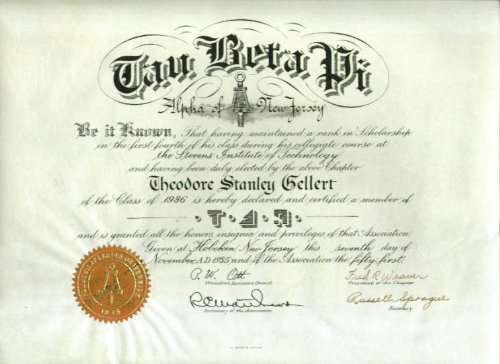 Tau Beta Pi
Alpha of New Jersey
Be it Known, That having maintained a rank in Scholarship
in the first fourth of his class during his collegiate course at
the Stevens Institute of Technology
and having been duly elected by the above Chapter
Theodore Stanley Gellert
of the Class of 1936 is hereby declared and certified a member of
T·B·Π
and is granted all the honors, insignia and privileges of that Association.
Given at Hoboken, New Jersey this seventh day of
November A.D. 1935 and of the Association the fifty-first.
President Executive Council
Fred R. Weaver
President of the Chapter
Secretary of the Association
Russell Sprague
Secretary
1885